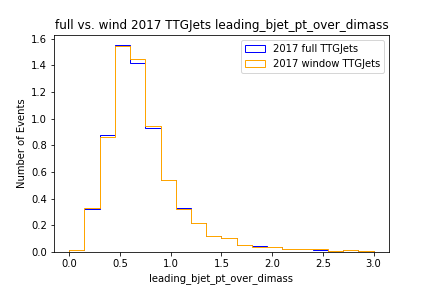 full vs. wind 2017 TTGJets leading_bjet_pt_over_dimass
2017 full TTGJets
2017 window TTGJets
Number of Events
1.6
1.4
1.2
1.0
0.8
0.6
0.4
0.2
0.0
0.0 0.5 1.0 1.5 2.0 2.5 3.0
leading_bjet_pt_over_dimass